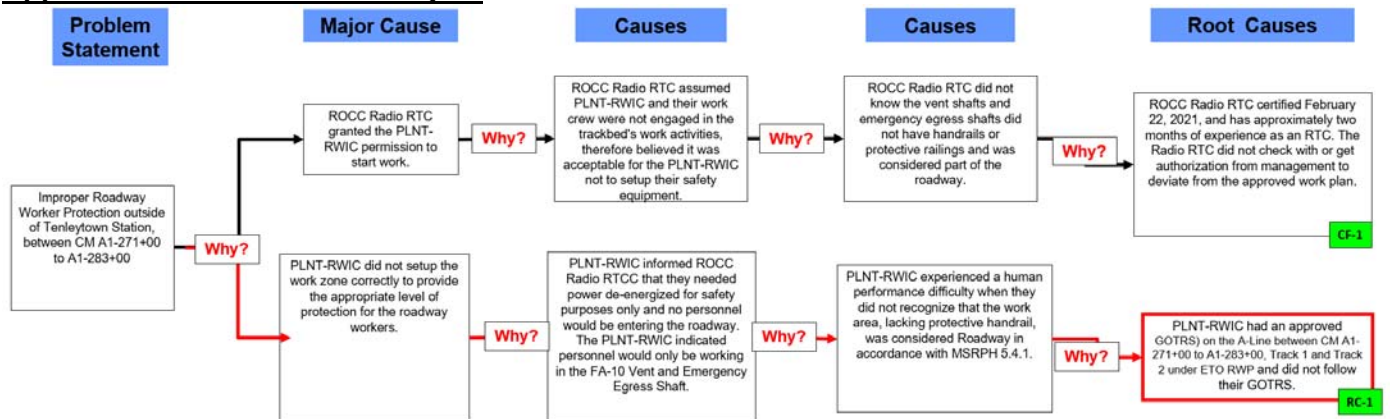 Problem
Statement
Major Cause
Causes
Causes
Root Causes
ROCC Radio RTC
granted the PLNT-
RWIC permission to
start work.
Why?
ROCC Radio RTC assumed
PLNT-RWIC and their work
crew were not engaged in the
trackbed's work activities,
therefore believed it was
acceptable for the PLNT-RWIC
not to setup their safety
equipment.
Why?
ROCC Radio RTC did not
know the vent shafts and
emergency egress shafts did
not have handrails or
protective railings and was
considered part of the
roadway.
Why?
ROCC Radio RTC certified February
22, 2021, and has approximately two
months of experience as an RTC. The
Radio RTC did not check with or get
authorization from management to
deviate from the approved work plan.
CF-1
Improper Roadway
Worker Protection outside
of Tenleytown Station,
between CM A1-271+00
to A1-283+00
Why?
PLNT-RWIC did not setup the
work zone correctly to provide
the appropriate level of
protection for the roadway
workers.
Why?
PLNT-RWIC informed ROCC
Radio RTCC that they needed
power de-energized for safety
purposes only and no personnel
would be entering the roadway.
The PLNT-RWIC indicated
personnel would only be working
in the FA-10 Vent and Emergency
Egress Shaft.
Why?
PLNT-RWIC experienced a human
performance difficulty when they
did not recognize that the work
area, lacking protective handrail,
was considered Roadway in
accordance with MSRPH 5.4.1.
Why?
PLNT-RWIC had an approved
GOTRS) on the A-Line between CM A1-
271+00 to A1-283+00, Track 1 and Track
2 under ETO RWP and did not follow
their GOTRS.
RC-1